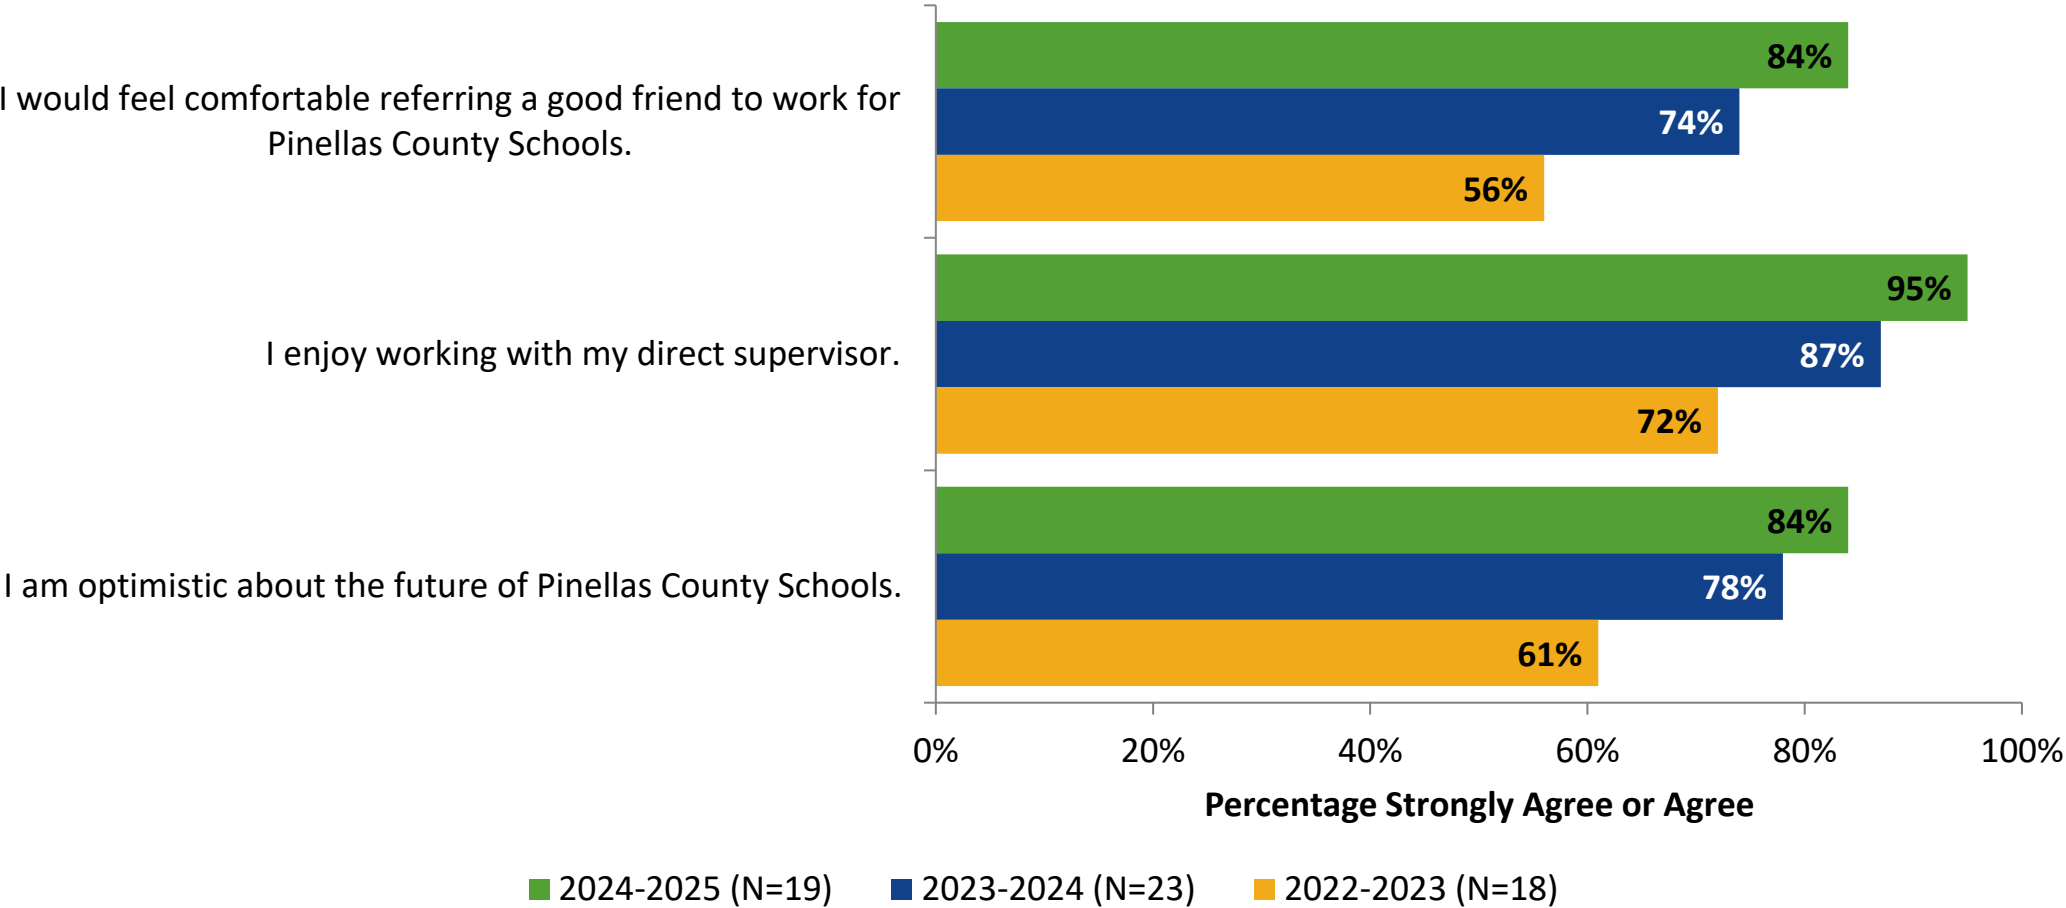 I would feel comfortable referring a good friend to work for
Pinellas County Schools.
84%
74%
56%
I enjoy working with my direct supervisor.
95%
87%
72%
I am optimistic about the future of Pinellas County Schools.
84%
78%
61%
0% 20% 40% 60% 80% 100%
Percentage Strongly Agree or Agree
2024-2025 (N=19) 2023-2024 (N=23) 2022-2023 (N=18)